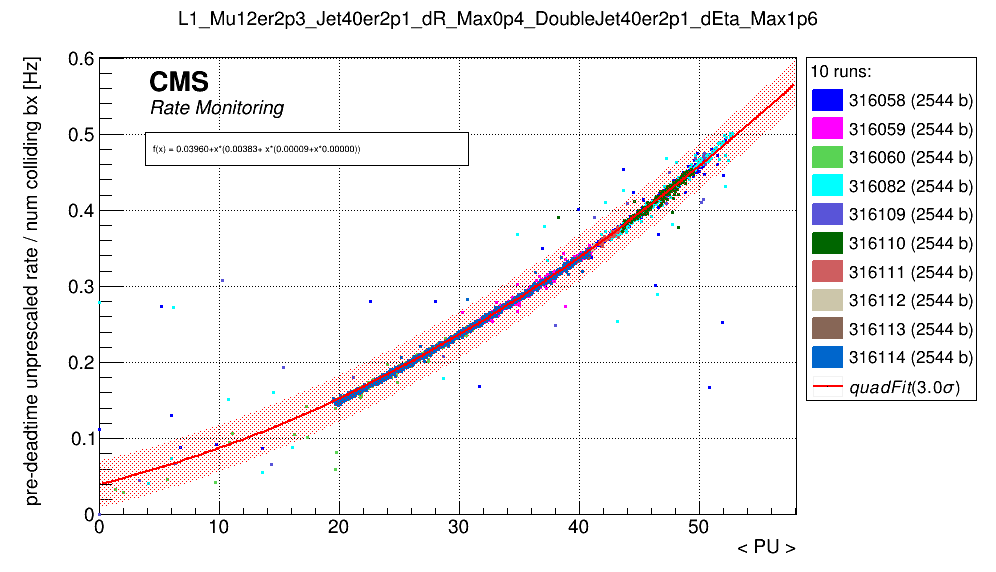 L1_Mu12er2p3_Jet40er2p1_dR_Max0p4_DoubleJet40er2p1_dEta_Max1p6
pre-deadtime unprescaled rate / num colliding bx [Hz]
0.6
0.5
0.4
0.3
0.2
0.1
0
CMS
Rate Monitoring
f(x) = 0.03960+x*(0.00383+ x*(0.00009+x*0.00000))
0 10 20 30 40 50
< PU >
10 runs:
316058 (2544 b)
316059 (2544 b)
316060 (2544 b)
316082 (2544 b)
316109 (2544 b)
316110 (2544 b)
316111 (2544 b)
316112 (2544 b)
316113 (2544 b)
316114 (2544 b)
quadFit(3.0σ)